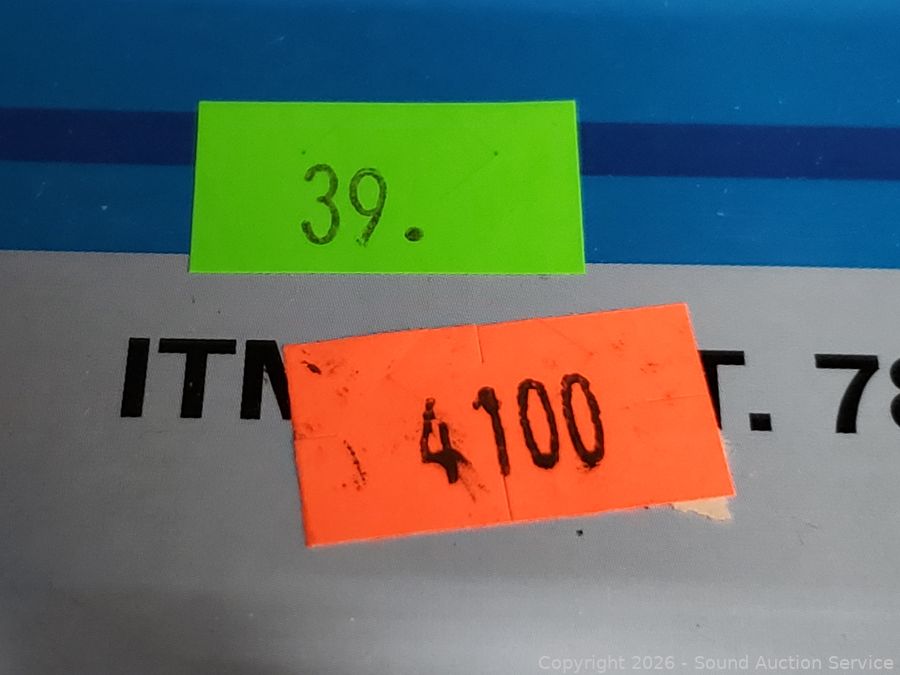 39.
ITM
T. 78
4100
Copyright 2026 - Sound Auction Service